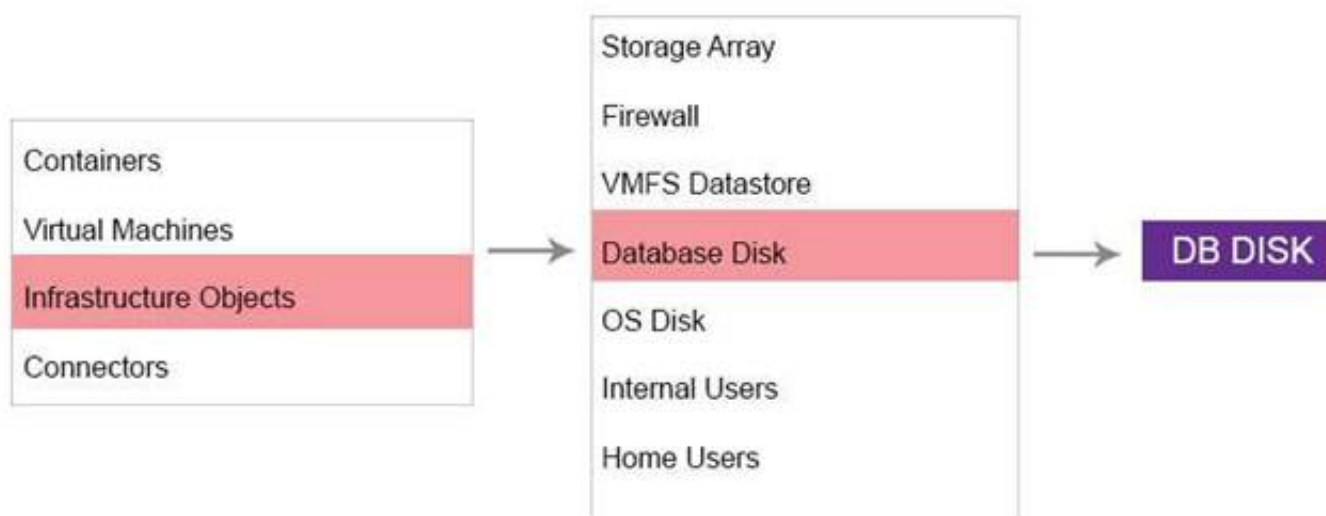 Containers
Virtual Machines
Infrastructure Objects
Connectors
Storage Array
Firewall
VMFS Datastore
Database Disk
OS Disk
Internal Users
Home Users
DB DISK